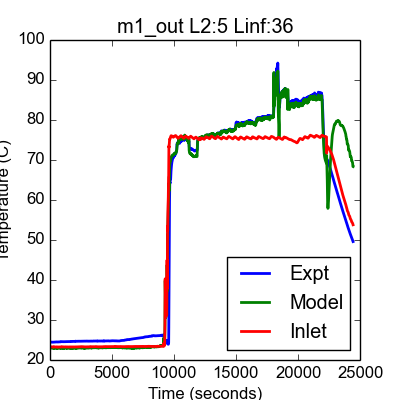 m1_out L2:5 Linf:36
100
90
80
70
60
50
40
30
20
Temperature (C)
Expt
Model
Inlet
0 5000 10000 15000 20000 25000
Time (seconds)